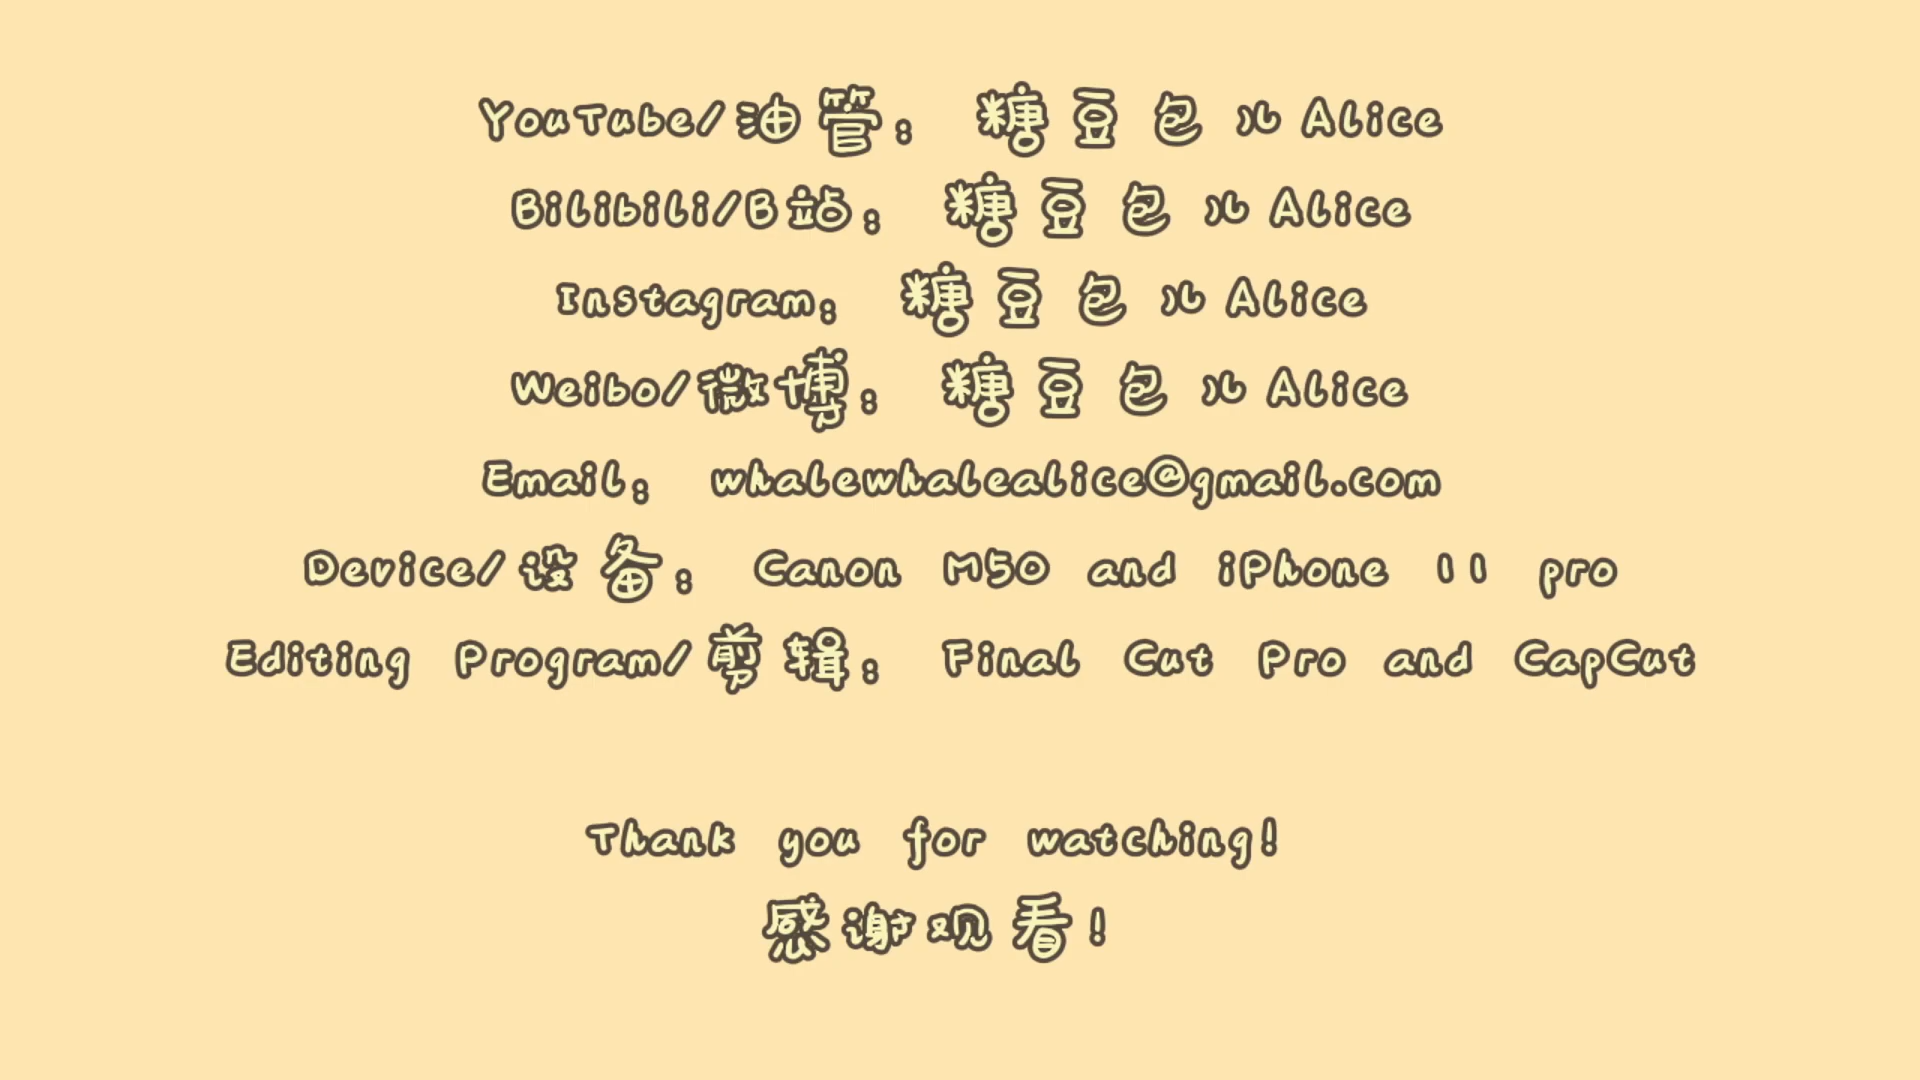 YouTube/油管： 糖豆包儿Alice
Bilibili/B站： 糖豆包儿Alice
Instagram： 糖豆包儿Alice
Weibo/微博： 糖豆包儿Alice
Email： whalewhalealice@gmail.com
Device/设备： Canon M50 and iPhone 11 pro
Editing Program/剪辑： Final Cut Pro and CapCut
Thank you for watching!
感谢观看!